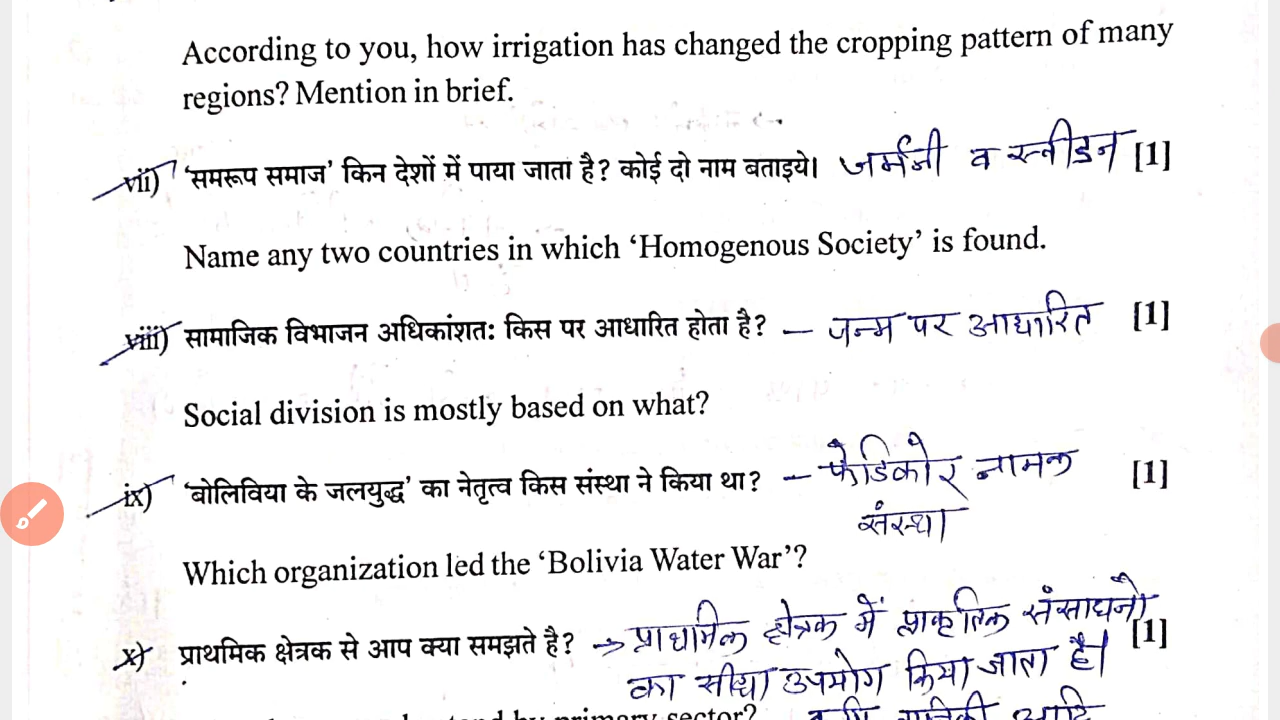 According to you, how irrigation has changed the cropping pattern of many
regions? Mention in brief.
vii) 'समरूप समाज' किन देशों में पाया जाता है? कोई दो नाम बताइये। जर्मनी व स्वीडन [1]
Name any two countries in which 'Homogenous Society' is found.
viii) सामाजिक विभाजन अधिकांशत: किस पर आधारित होता है? – जन्म पर आधारित [1]
Social division is mostly based on what?
ix) 'बोलिविया के जलयुद्ध' का नेतृत्व किस संस्था ने किया था? – फेडिकोर नामक [1]
संस्था
Which organization led the 'Bolivia Water War'?
x) प्राथमिक क्षेत्रक से आप क्या समझते है? → प्राथमिक क्षेत्रक में प्राकृतिक संसाधनों [1]
का सीधा उपयोग किया जाता है।
primary sector? आदि